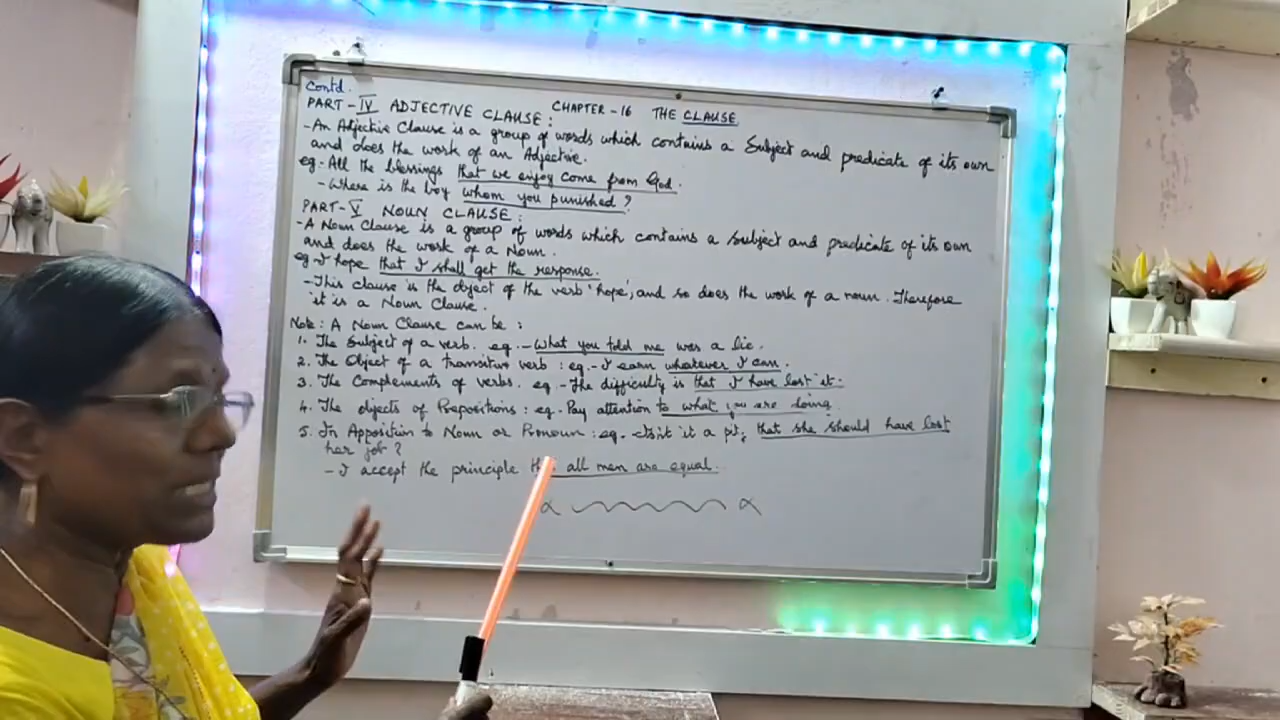 Contd.
CHAPTER-16 THE CLAUSE
PART-IV ADJECTIVE CLAUSE:
-An Adjective Clause is a group of words which contains a Subject and predicate of its own
and does the work of an Adjective.
eg-All the blessings that we enjoy come from God.
-Where is the boy whom you punished?
PART-V NOUN CLAUSE:
-A Noun Clause is a group of words which contains a subject and predicate of its own
and does the work of a Noun.
eg-I hope that I shall get the response.
-This clause is the object of the verb 'hope', and so does the work of a noun. Therefore
it is a Noun Clause.
Note: A Noun Clause can be:
1. The Subject of a verb. eg.-What you told me was a lie.
2. The Object of a transitive verb: eg.-I earn whatever I can.
3. The Complements of verbs. eg-The difficulty is that I have lost it.
4. The objects of Prepositions: eg. Pay attention to what you are doing.
5. In Apposition to Noun or Pronoun: eg. it a that she should have lost
her job?
-I accept the principle all men are equal.